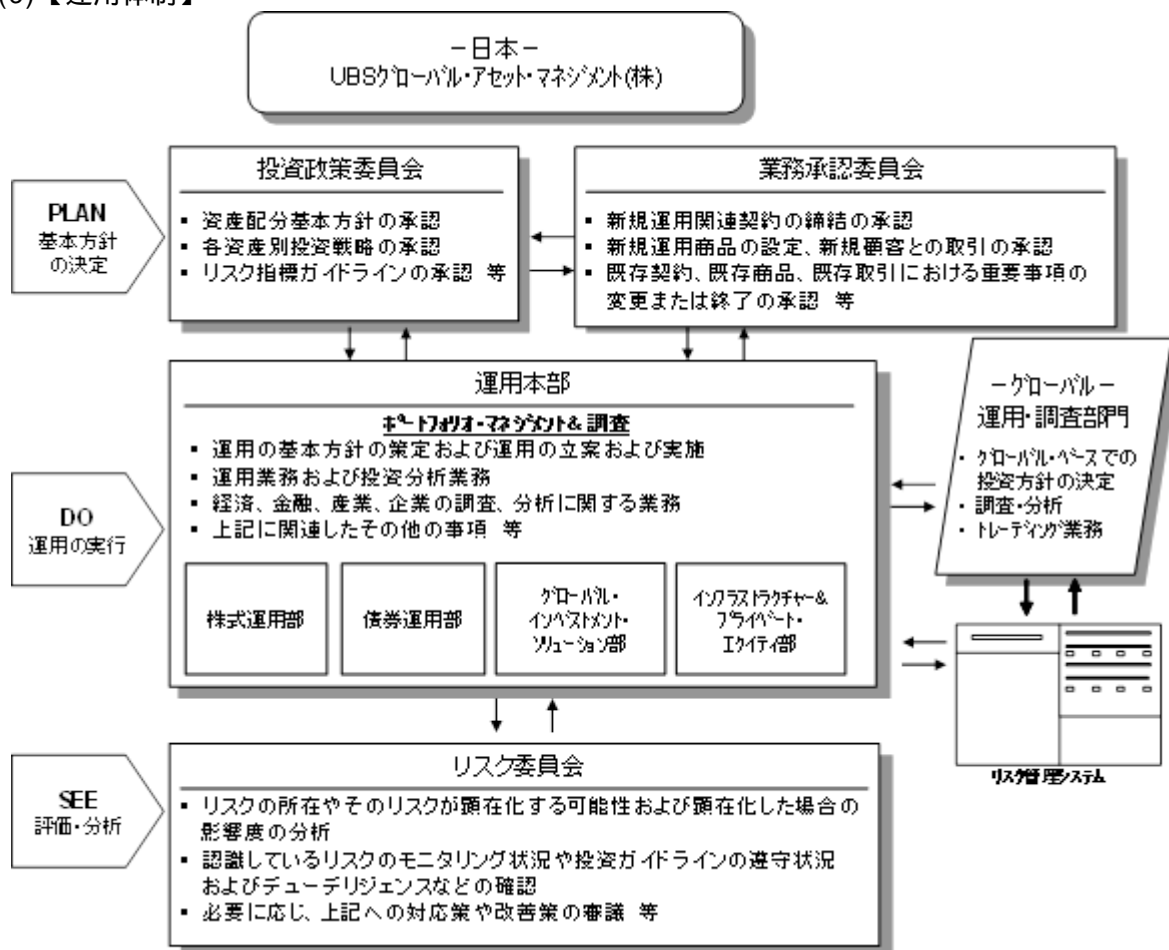 (3)【運用体制】
－日本－
UBSグローバル・アセット・マネジメント(株)
PLAN
基本方針
の決定
投資政策委員会
▪ 資産配分基本方針の承認
▪ 各資産別投資戦略の承認
▪ リスク指標ガイドラインの承認 等
業務承認委員会
▪ 新規運用関連契約の締結の承認
▪ 新規運用商品の設定、新規顧客との取引の承認
▪ 既存契約、既存商品、既存取引における重要事項の
変更または終了の承認 等
DO
運用の実行
運用本部
ポートフォリオ・マネジメント& 調査
▪ 運用の基本方針の策定および運用の立案および実施
▪ 運用業務および投資分析業務
▪ 経済、金融、産業、企業の調査、分析に関する業務
▪ 上記に関連したその他の事項 等
株式運用部
債券運用部
グローバル・
インベストメント・
ソリューション部
インフラストラクチャー&
プライベート・
エクイティ部
－グローバル－
運用・調査部門
・ グローバル・ベースでの
投資方針の決定
・ 調査・分析
・ トレーディング業務
リスク管理システム
SEE
評価・分析
リスク委員会
▪ リスクの所在やそのリスクが顕在化する可能性および顕在化した場合の
影響度の分析
▪ 認識しているリスクのモニタリング状況や投資ガイドラインの遵守状況
およびデューデリジェンスなどの確認
▪ 必要に応じ、上記への対応策や改善策の審議 等